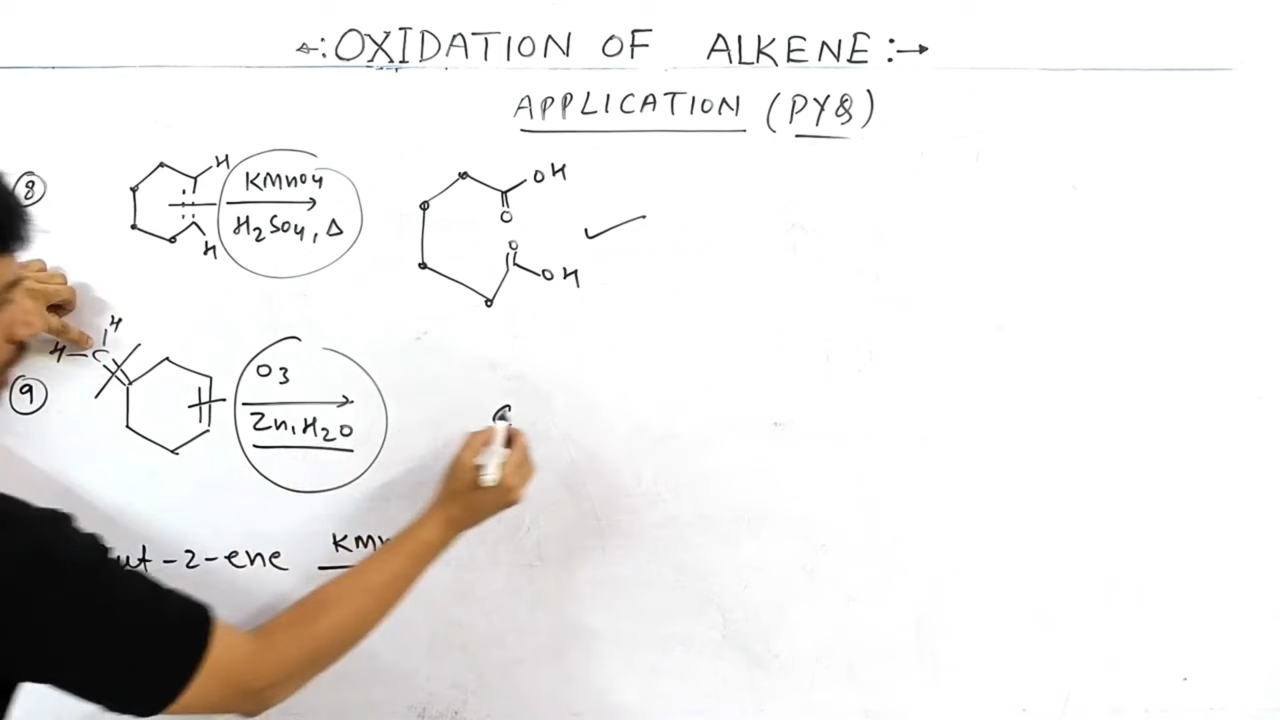 ←: OXIDATION OF ALKENE :→
APPLICATION (PYQ)
8
H
H
KMnO4
H2SO4, Δ
OH
O
O
OH
9
H
H-C
O3
Zn, H2O
-2-ene